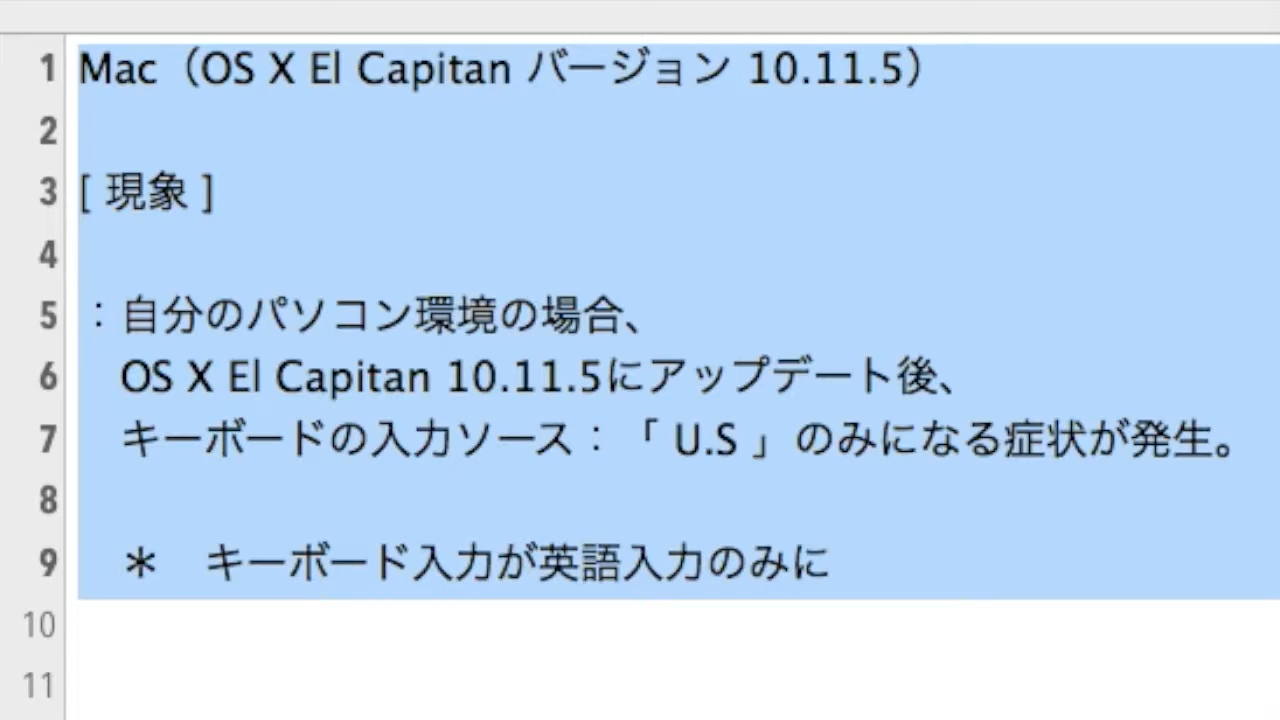 1 Mac（OS X El Capitan バージョン 10.11.5）
2
3 [ 現象 ]
4
5 ：自分のパソコン環境の場合、
6 OS X El Capitan 10.11.5にアップデート後、
7 キーボードの入力ソース：「 U.S 」のみになる症状が発生。
8
9 ＊　キーボード入力が英語入力のみに
10
11